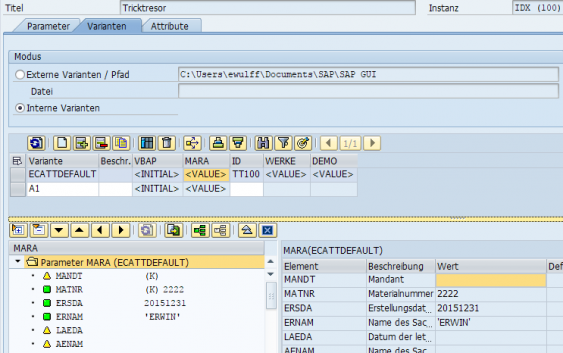 Titel Tricktresor Instanz IDX (100)
Parameter Varianten Attribute
Modus
Externe Varianten / Pfad C:\Users\ewulff\Documents\SAP\SAP GUI
Datei
Interne Varianten
1/1
Variante Beschr. VBAP MARA ID WERKE DEMO
ECATTDEFAULT <INITIAL> <VALUE> TT100 <VALUE> <VALUE>
A1 <INITIAL> <VALUE>
MARA
Parameter MARA (ECATTDEFAULT)
MANDT (K)
MATNR (K) 2222
ERSDA 20151231
ERNAM 'ERWIN'
LAEDA
AENAM
MARA(ECATTDEFAULT)
Element Beschreibung Wert Def
MANDT Mandant
MATNR Materialnummer 2222
ERSDA Erstellungsdat... 20151231
ERNAM Name des Sac... 'ERWIN'
LAEDA Datum der let...
AENAM Name des Sac...